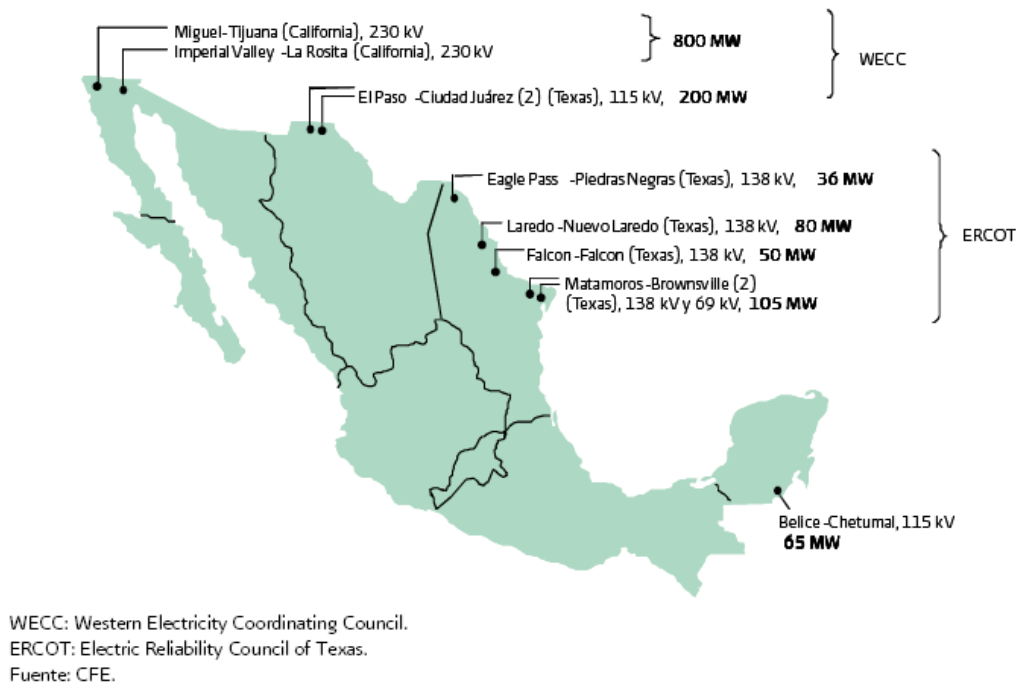 Miguel-Tijuana (California), 230 kV
Imperial Valley -La Rosita (California), 230 kV
800 MW
WECC
El Paso -Ciudad Juárez (2) (Texas), 115 kV, 200 MW
Eagle Pass -Piedras Negras (Texas), 138 kV, 36 MW
Laredo -Nuevo Laredo (Texas), 138 kV, 80 MW
ERCOT
Falcon -Falcon (Texas), 138 kV, 50 MW
Matamoros -Brownsville (2)
(Texas), 138 kV y 69 kV, 105 MW
Belice -Chetumal, 115 kV
65 MW
WECC: Western Electricity Coordinating Council.
ERCOT: Electric Reliability Council of Texas.
Fuente: CFE.